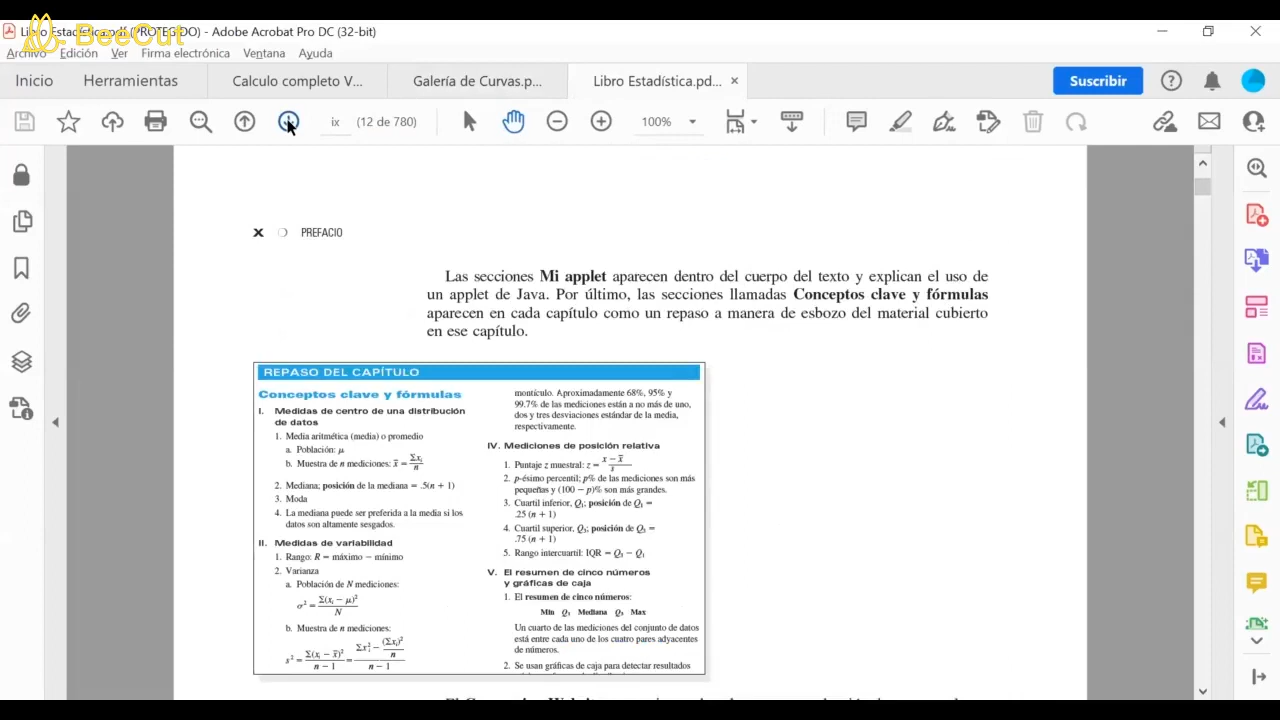 Libro Estadística.pdf (PROTEGIDO) - Adobe Acrobat Pro DC (32-bit)
BeeCut
Archivo Edición Ver Firma electrónica Ventana Ayuda
Inicio Herramientas Calculo completo V... Galería de Curvas.p... Libro Estadística.pd... × Suscribir
ix (12 de 780) 100%
X PREFACIO
Las secciones Mi applet aparecen dentro del cuerpo del texto y explican el uso de
un applet de Java. Por último, las secciones llamadas Conceptos clave y fórmulas
aparecen en cada capítulo como un repaso a manera de esbozo del material cubierto
en ese capítulo.
REPASO DEL CAPÍTULO
Conceptos clave y fórmulas
I. Medidas de centro de una distribución
de datos
1. Media aritmética (media) o promedio
a. Población: μ
b. Muestra de n mediciones: x̄ = Σxᵢ/n
2. Mediana; posición de la mediana = .5(n + 1)
3. Moda
4. La mediana puede ser preferida a la media si los
datos son altamente sesgados.
II. Medidas de variabilidad
1. Rango: R = máximo − mínimo
2. Varianza
a. Población de N mediciones:
σ² = Σ(xᵢ − μ)²/N
b. Muestra de n mediciones:
s² = Σ(xᵢ − x̄)²/(n − 1) = (Σxᵢ² − (Σxᵢ)²/n)/(n − 1)
montículo. Aproximadamente 68%, 95% y
99.7% de las mediciones están a no más de uno,
dos y tres desviaciones estándar de la media,
respectivamente.
IV. Mediciones de posición relativa
1. Puntaje z muestral: z = (x − x̄)/s
2. p-ésimo percentil; p% de las mediciones son más
pequeñas y (100 − p)% son más grandes.
3. Cuartil inferior, Q₁; posición de Q₁ =
.25 (n + 1)
4. Cuartil superior, Q₃; posición de Q₃ =
.75 (n + 1)
5. Rango intercuartil: IQR = Q₃ − Q₁
V. El resumen de cinco números
y gráficas de caja
1. El resumen de cinco números:
Min Q₁ Mediana Q₃ Max
Un cuarto de las mediciones del conjunto de datos
está entre cada uno de los cuatro pares adyacentes
de números.
2. Se usan gráficas de caja para detectar resultados